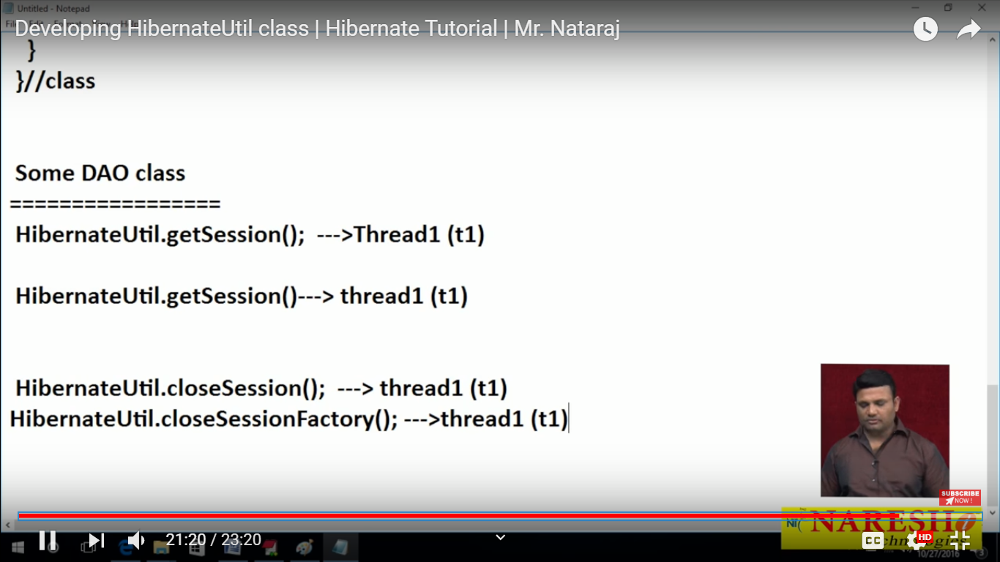 Untitled - Notepad
Developing HibernateUtil class | Hibernate Tutorial | Mr. Nataraj
}
}//class
Some DAO class
=================
HibernateUtil.getSession();  --->Thread1 (t1)
HibernateUtil.getSession()---> thread1 (t1)
HibernateUtil.closeSession();  ---> thread1 (t1)
HibernateUtil.closeSessionFactory(); --->thread1 (t1)
SUBSCRIBE
NOW !
NARESH i
Technologies
21:20 / 23:20
CC
HD
10/27/2016
3